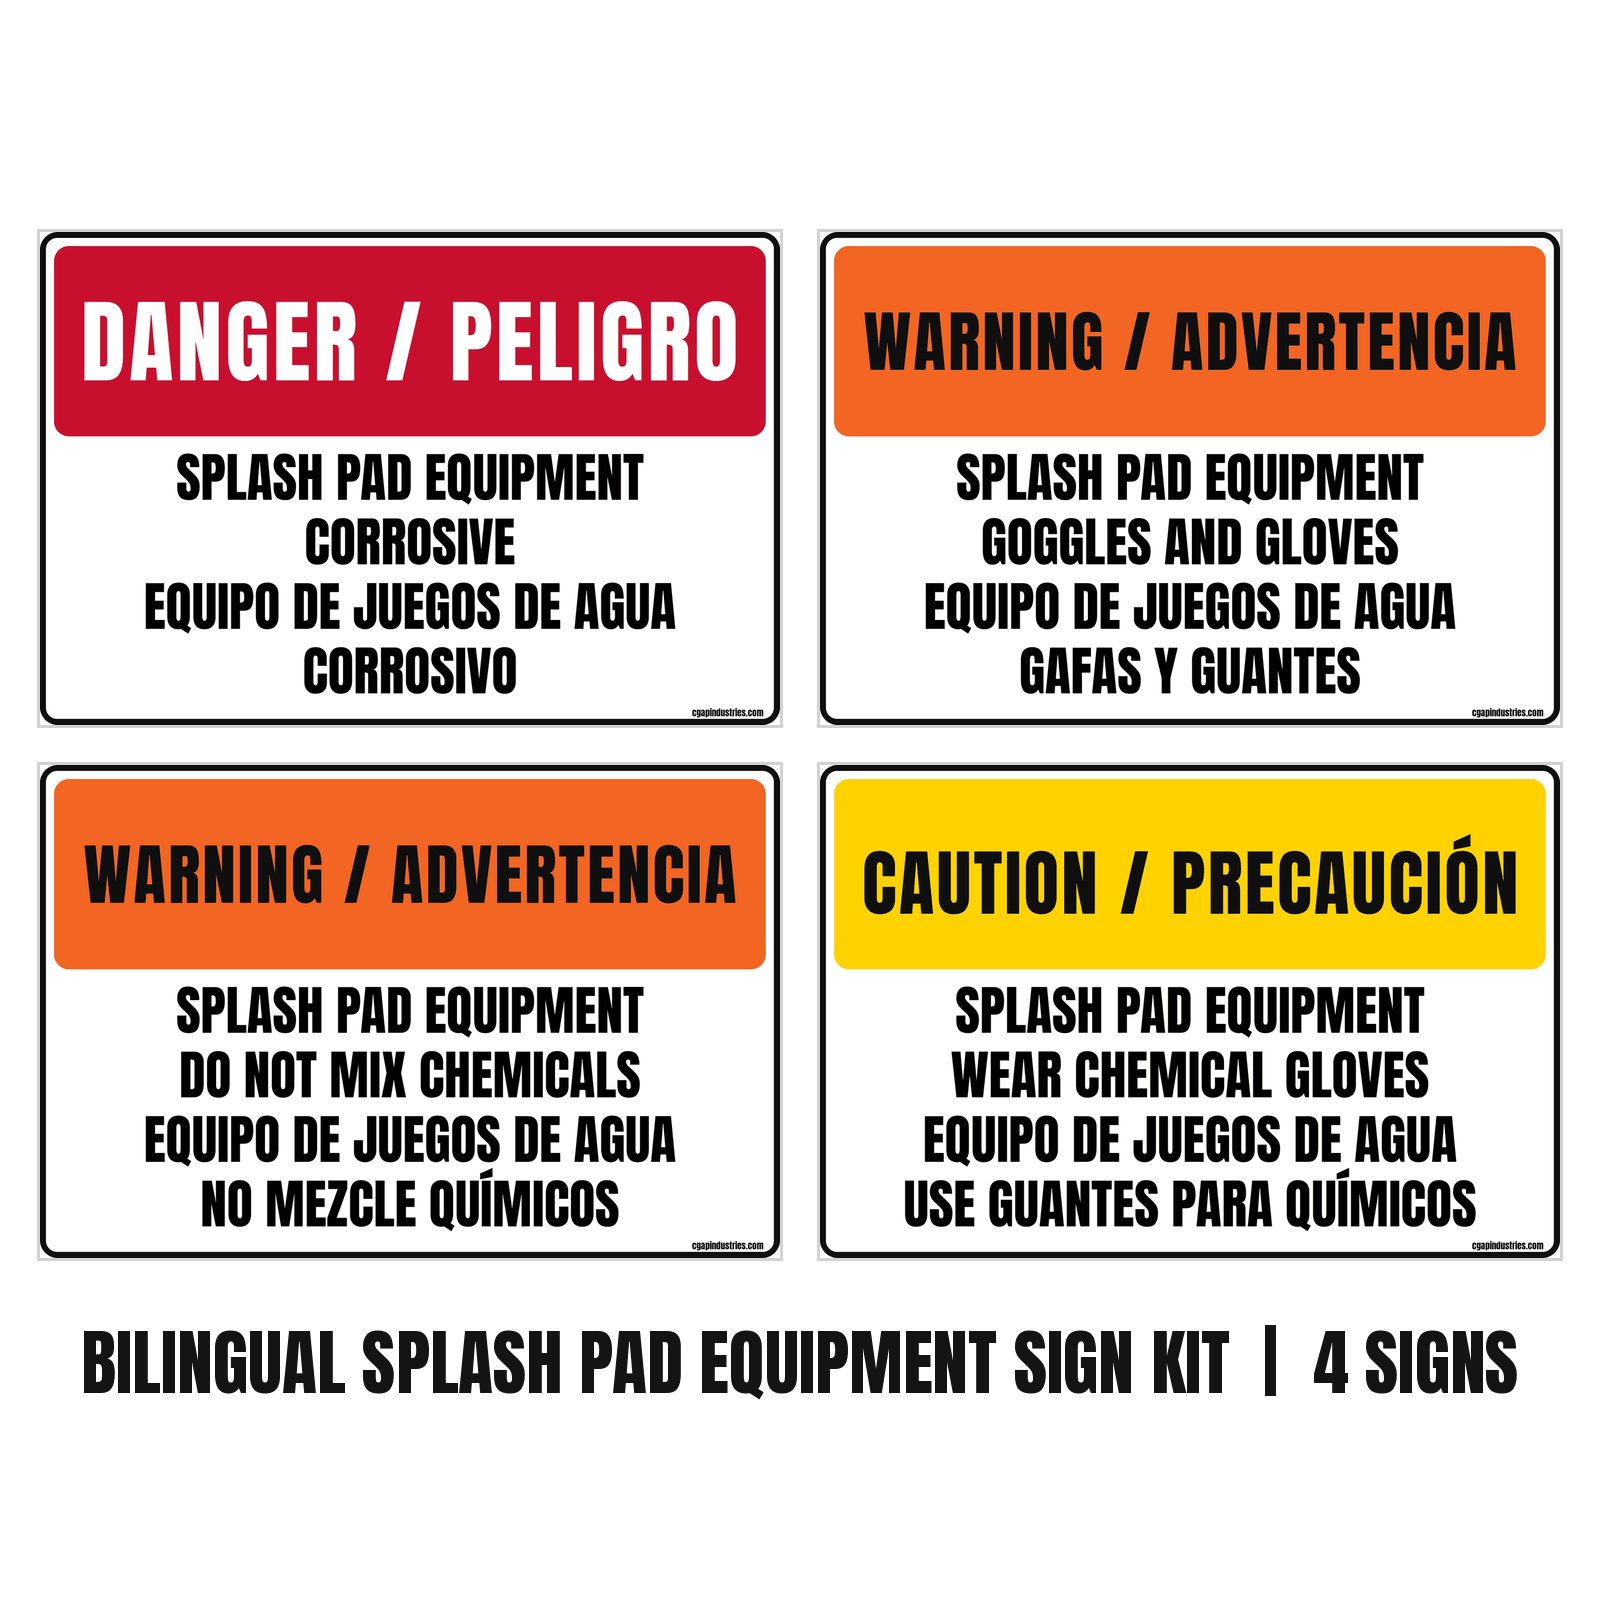 DANGER / PELIGRO
SPLASH PAD EQUIPMENT
CORROSIVE
EQUIPO DE JUEGOS DE AGUA
CORROSIVO
cgapindustries.com
WARNING / ADVERTENCIA
SPLASH PAD EQUIPMENT
GOGGLES AND GLOVES
EQUIPO DE JUEGOS DE AGUA
GAFAS Y GUANTES
cgapindustries.com
WARNING / ADVERTENCIA
SPLASH PAD EQUIPMENT
DO NOT MIX CHEMICALS
EQUIPO DE JUEGOS DE AGUA
NO MEZCLE QUÍMICOS
cgapindustries.com
CAUTION / PRECAUCIÓN
SPLASH PAD EQUIPMENT
WEAR CHEMICAL GLOVES
EQUIPO DE JUEGOS DE AGUA
USE GUANTES PARA QUÍMICOS
cgapindustries.com
BILINGUAL SPLASH PAD EQUIPMENT SIGN KIT | 4 SIGNS